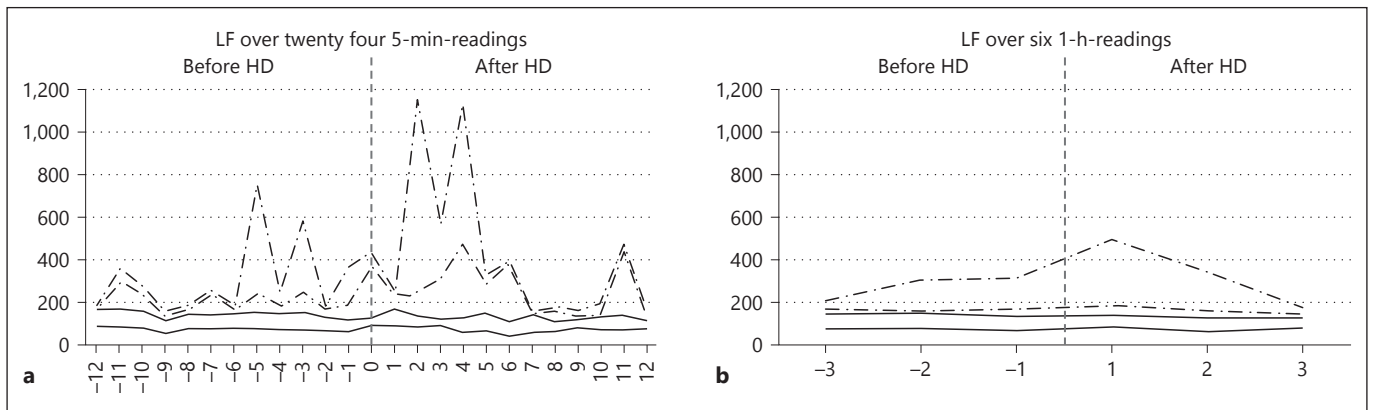 LF over twenty four 5-min-readings
Before HD After HD
1,200
1,000
800
600
400
200
0
–12 –11 –10 –9 –8 –7 –6 –5 –4 –3 –2 –1 0 1 2 3 4 5 6 7 8 9 10 11 12
a
LF over six 1-h-readings
Before HD After HD
1,200
1,000
800
600
400
200
0
–3 –2 –1 1 2 3
b